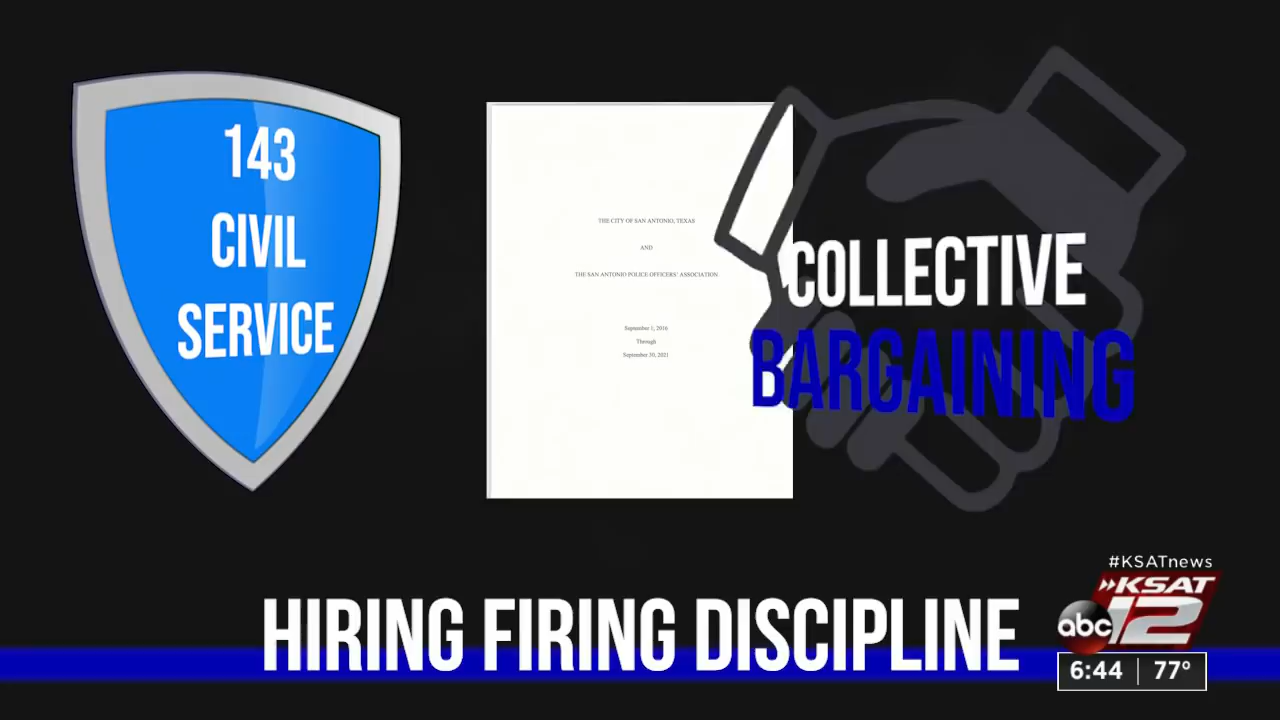 143
CIVIL
SERVICE
THE CITY OF SAN ANTONIO, TEXAS
AND
THE SAN ANTONIO POLICE OFFICERS' ASSOCIATION
September 1, 2016
Through
September 30, 2021
COLLECTIVE
BARGAINING
HIRING FIRING DISCIPLINE
#KSATnews
KSAT
abc 12
6:44 77°